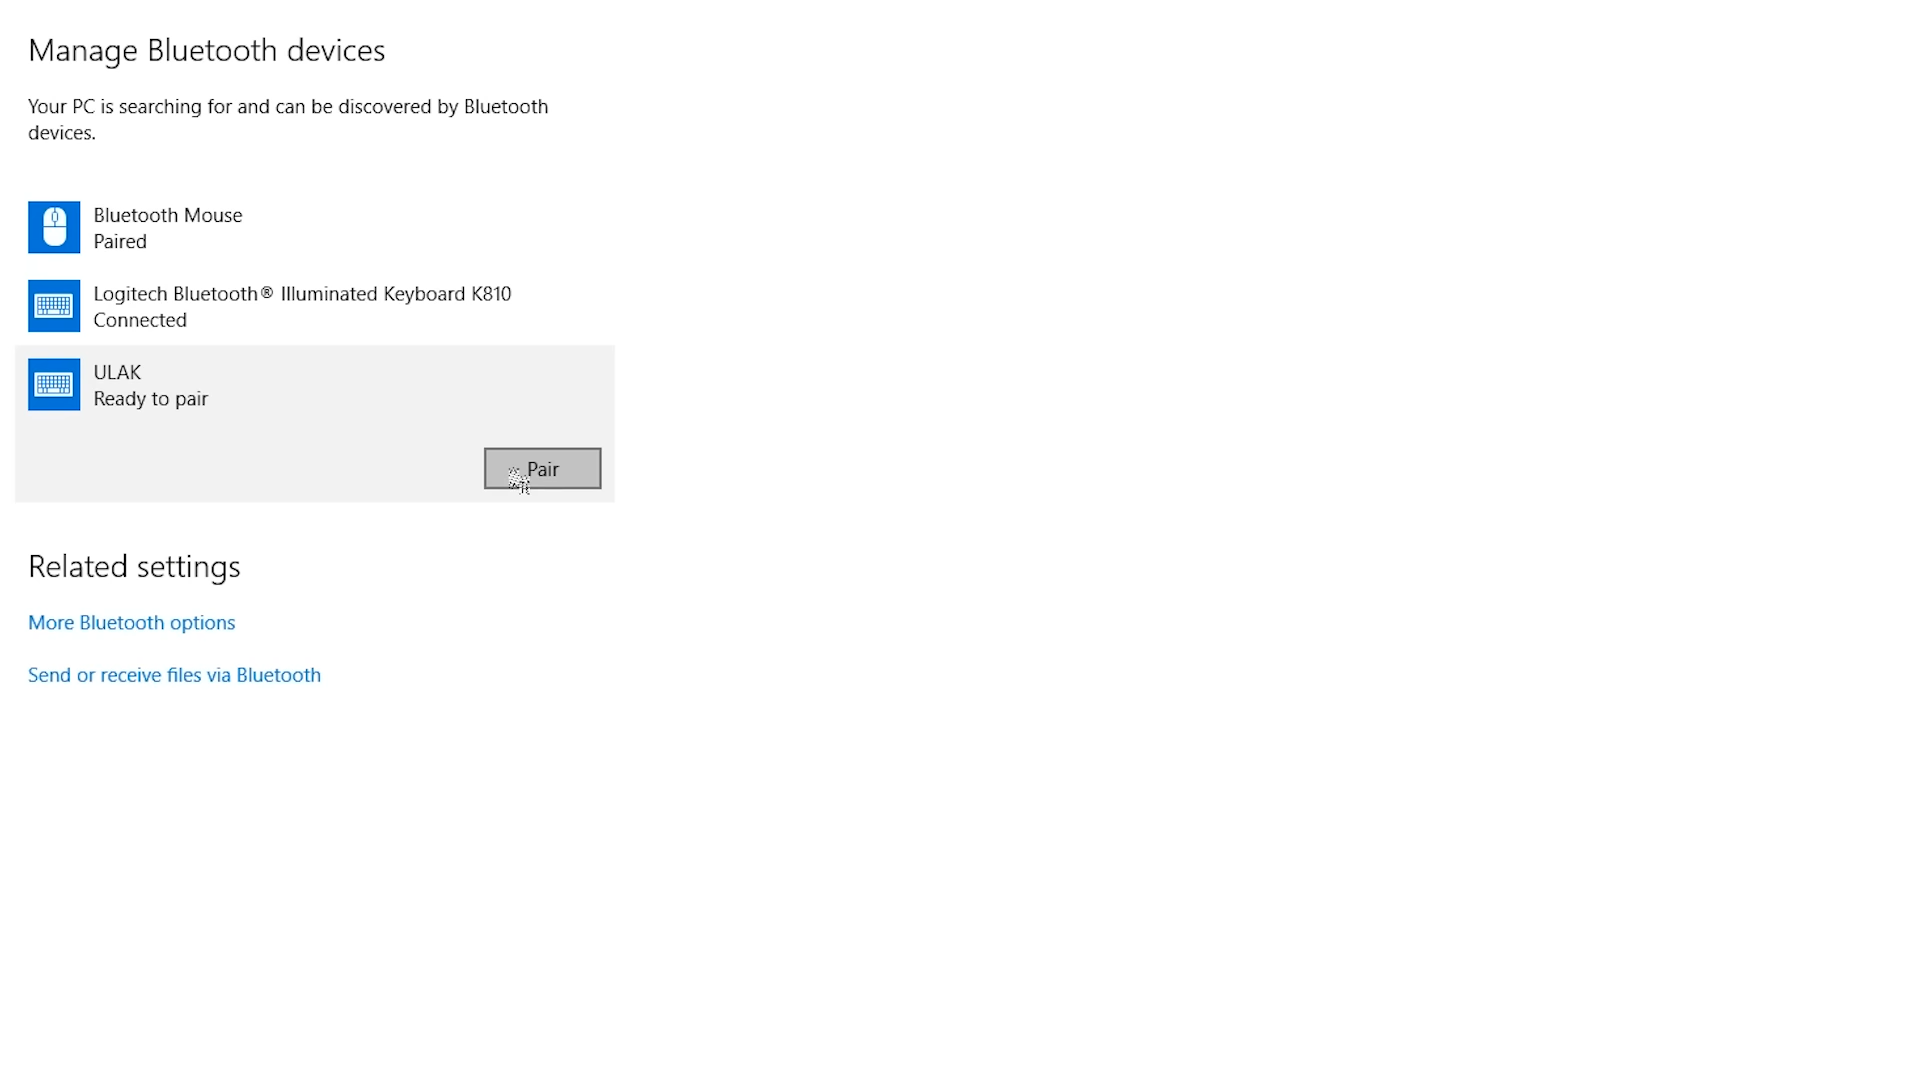 Manage Bluetooth devices
Your PC is searching for and can be discovered by Bluetooth
devices.
Bluetooth Mouse
Paired
Logitech Bluetooth® Illuminated Keyboard K810
Connected
ULAK
Ready to pair
Pair
Related settings
More Bluetooth options
Send or receive files via Bluetooth